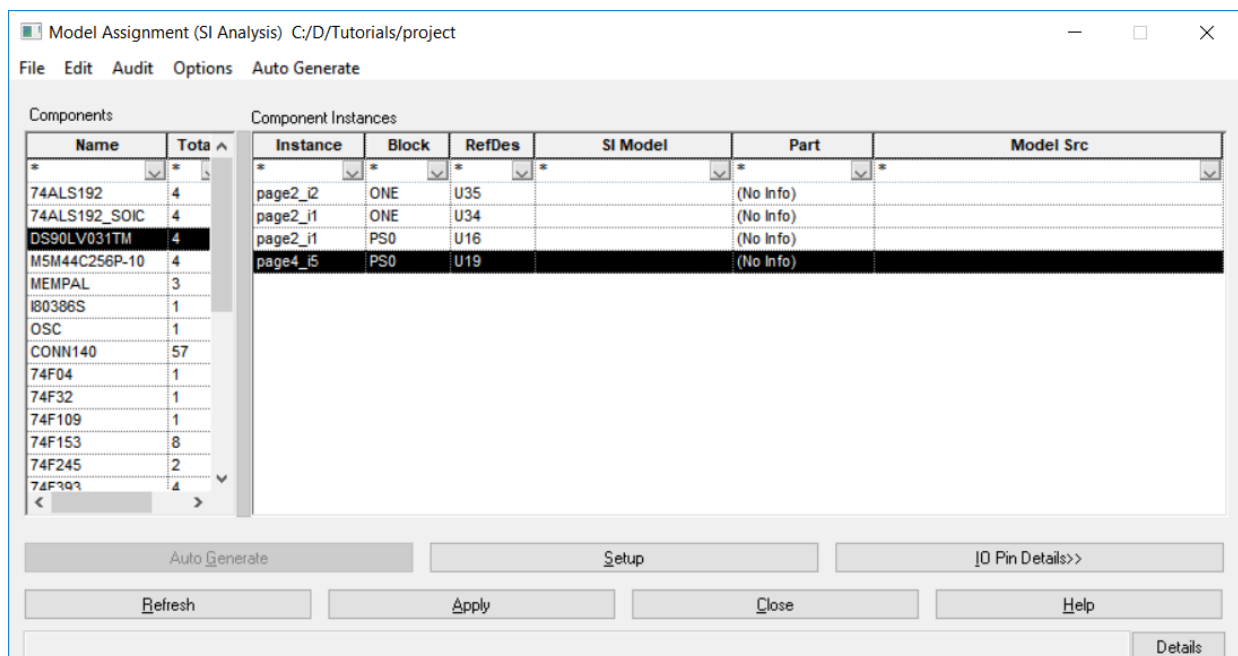 Model Assignment (SI Analysis) C:/D/Tutorials/project
File Edit Audit Options Auto Generate
Components
Component Instances
Name Tota
Instance Block RefDes SI Model Part Model Src
* *
* * * * * *
74ALS192 4
page2_i2 ONE U35 (No Info)
74ALS192_SOIC 4
page2_i1 ONE U34 (No Info)
DS90LV031TM 4
page2_i1 PS0 U16 (No Info)
M5M44C256P-10 4
page4_i5 PS0 U19 (No Info)
MEMPAL 3
I80386S 1
OSC 1
CONN140 57
74F04 1
74F32 1
74F109 1
74F153 8
74F245 2
74F393 4
Auto Generate Setup IO Pin Details>>
Refresh Apply Close Help
Details